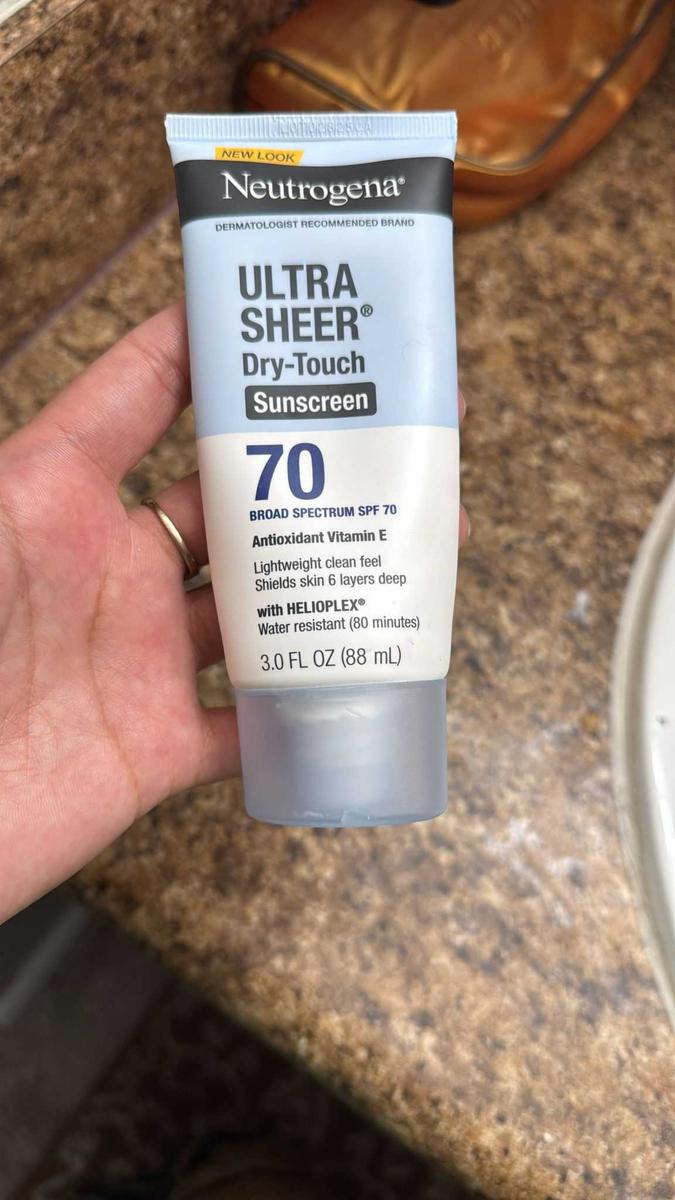 NEW LOOK
Neutrogena®
DERMATOLOGIST RECOMMENDED BRAND
ULTRA
SHEER®
Dry-Touch
Sunscreen
70
BROAD SPECTRUM SPF 70
Antioxidant Vitamin E
Lightweight clean feel
Shields skin 6 layers deep
with HELIOPLEX®
Water resistant (80 minutes)
3.0 FL OZ (88 mL)